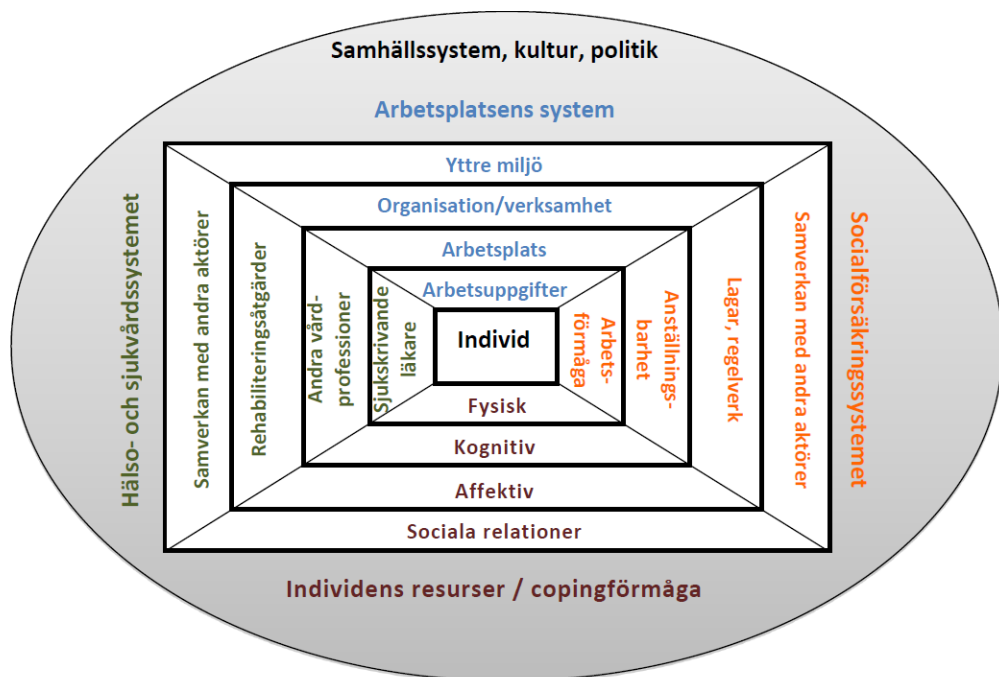 Samhällssystem, kultur, politik
Arbetsplatsens system
Yttre miljö
Organisation/verksamhet
Arbetsplats
Arbetsuppgifter
Individ
Fysisk
Kognitiv
Affektiv
Sociala relationer
Individens resurser / copingförmåga
Hälso- och sjukvårdssystemet
Samverkan med andra aktörer
Rehabiliteringsåtgärder
Andra vård-
professioner
Sjukskrivande
läkare
Arbets-
förmåga
Anställnings-
barhet
Lagar, regelverk
Samverkan med andra aktörer
Socialförsäkringssystemet